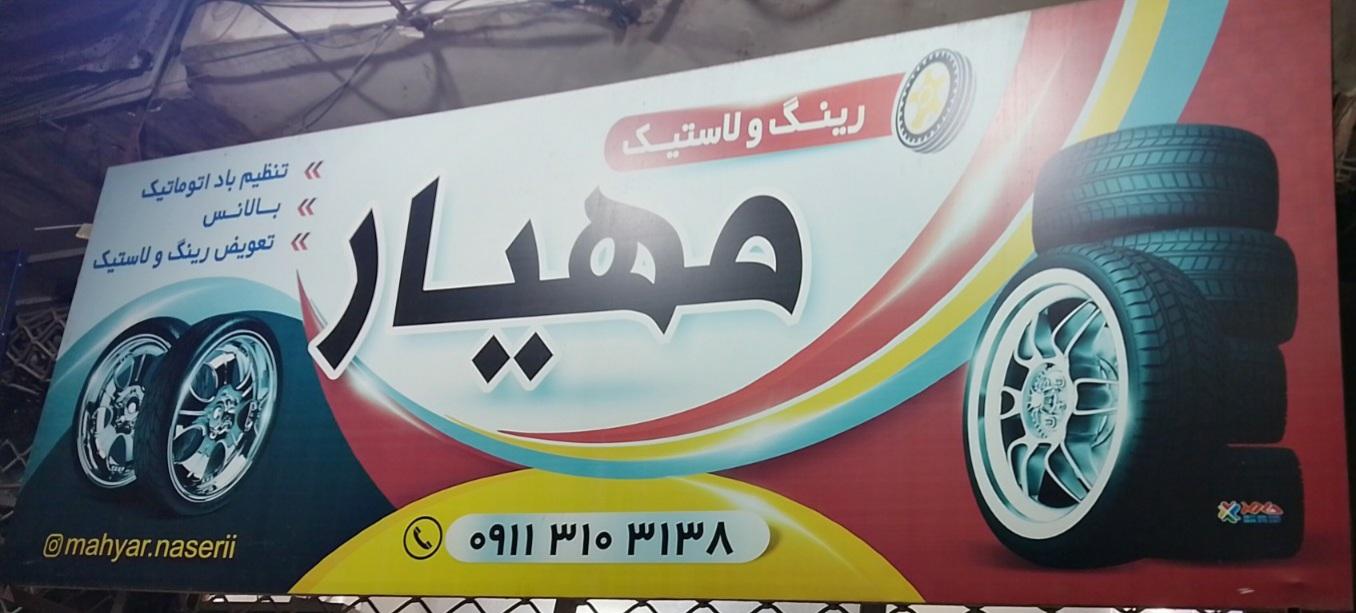 رینگ و لاستیک
مهیار
تنظیم باد اتوماتیک
بالانس
تعویض رینگ و لاستیک
۰۹۱۱ ۳۱۰ ۳۱۳۸
mahyar.naserii